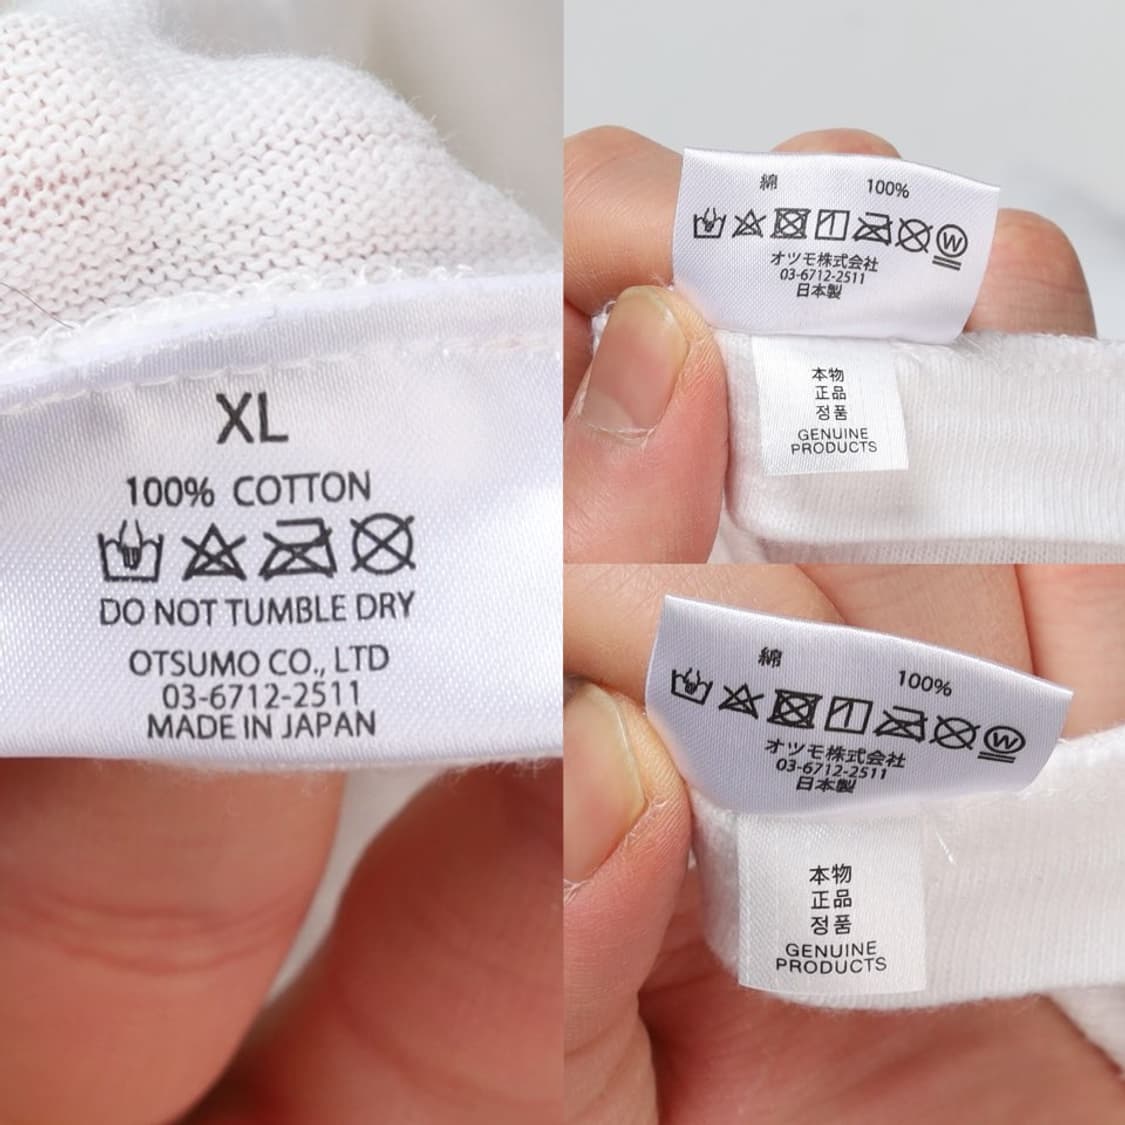 XL
100% COTTON
DO NOT TUMBLE DRY
OTSUMO CO., LTD
03-6712-2511
MADE IN JAPAN
綿 100%
W
オツモ株式会社
03-6712-2511
日本製
本物
正品
정품
GENUINE
PRODUCTS
綿 100%
W
オツモ株式会社
03-6712-2511
日本製
本物
正品
정품
GENUINE
PRODUCTS